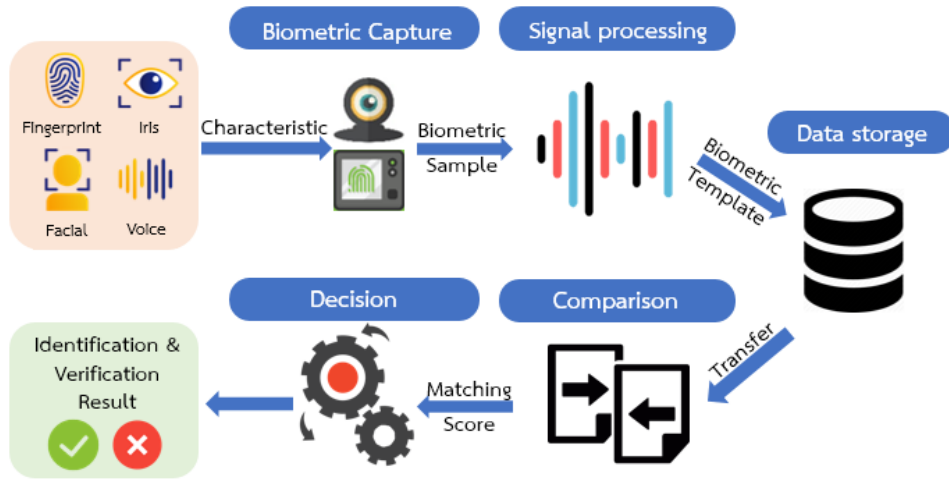 Biometric Capture
Signal processing
Fingerprint
Iris
Facial
Voice
Characteristic
Biometric
Sample
Biometric
Template
Data storage
Decision
Comparison
Transfer
Matching
Score
Identification &
Verification
Result